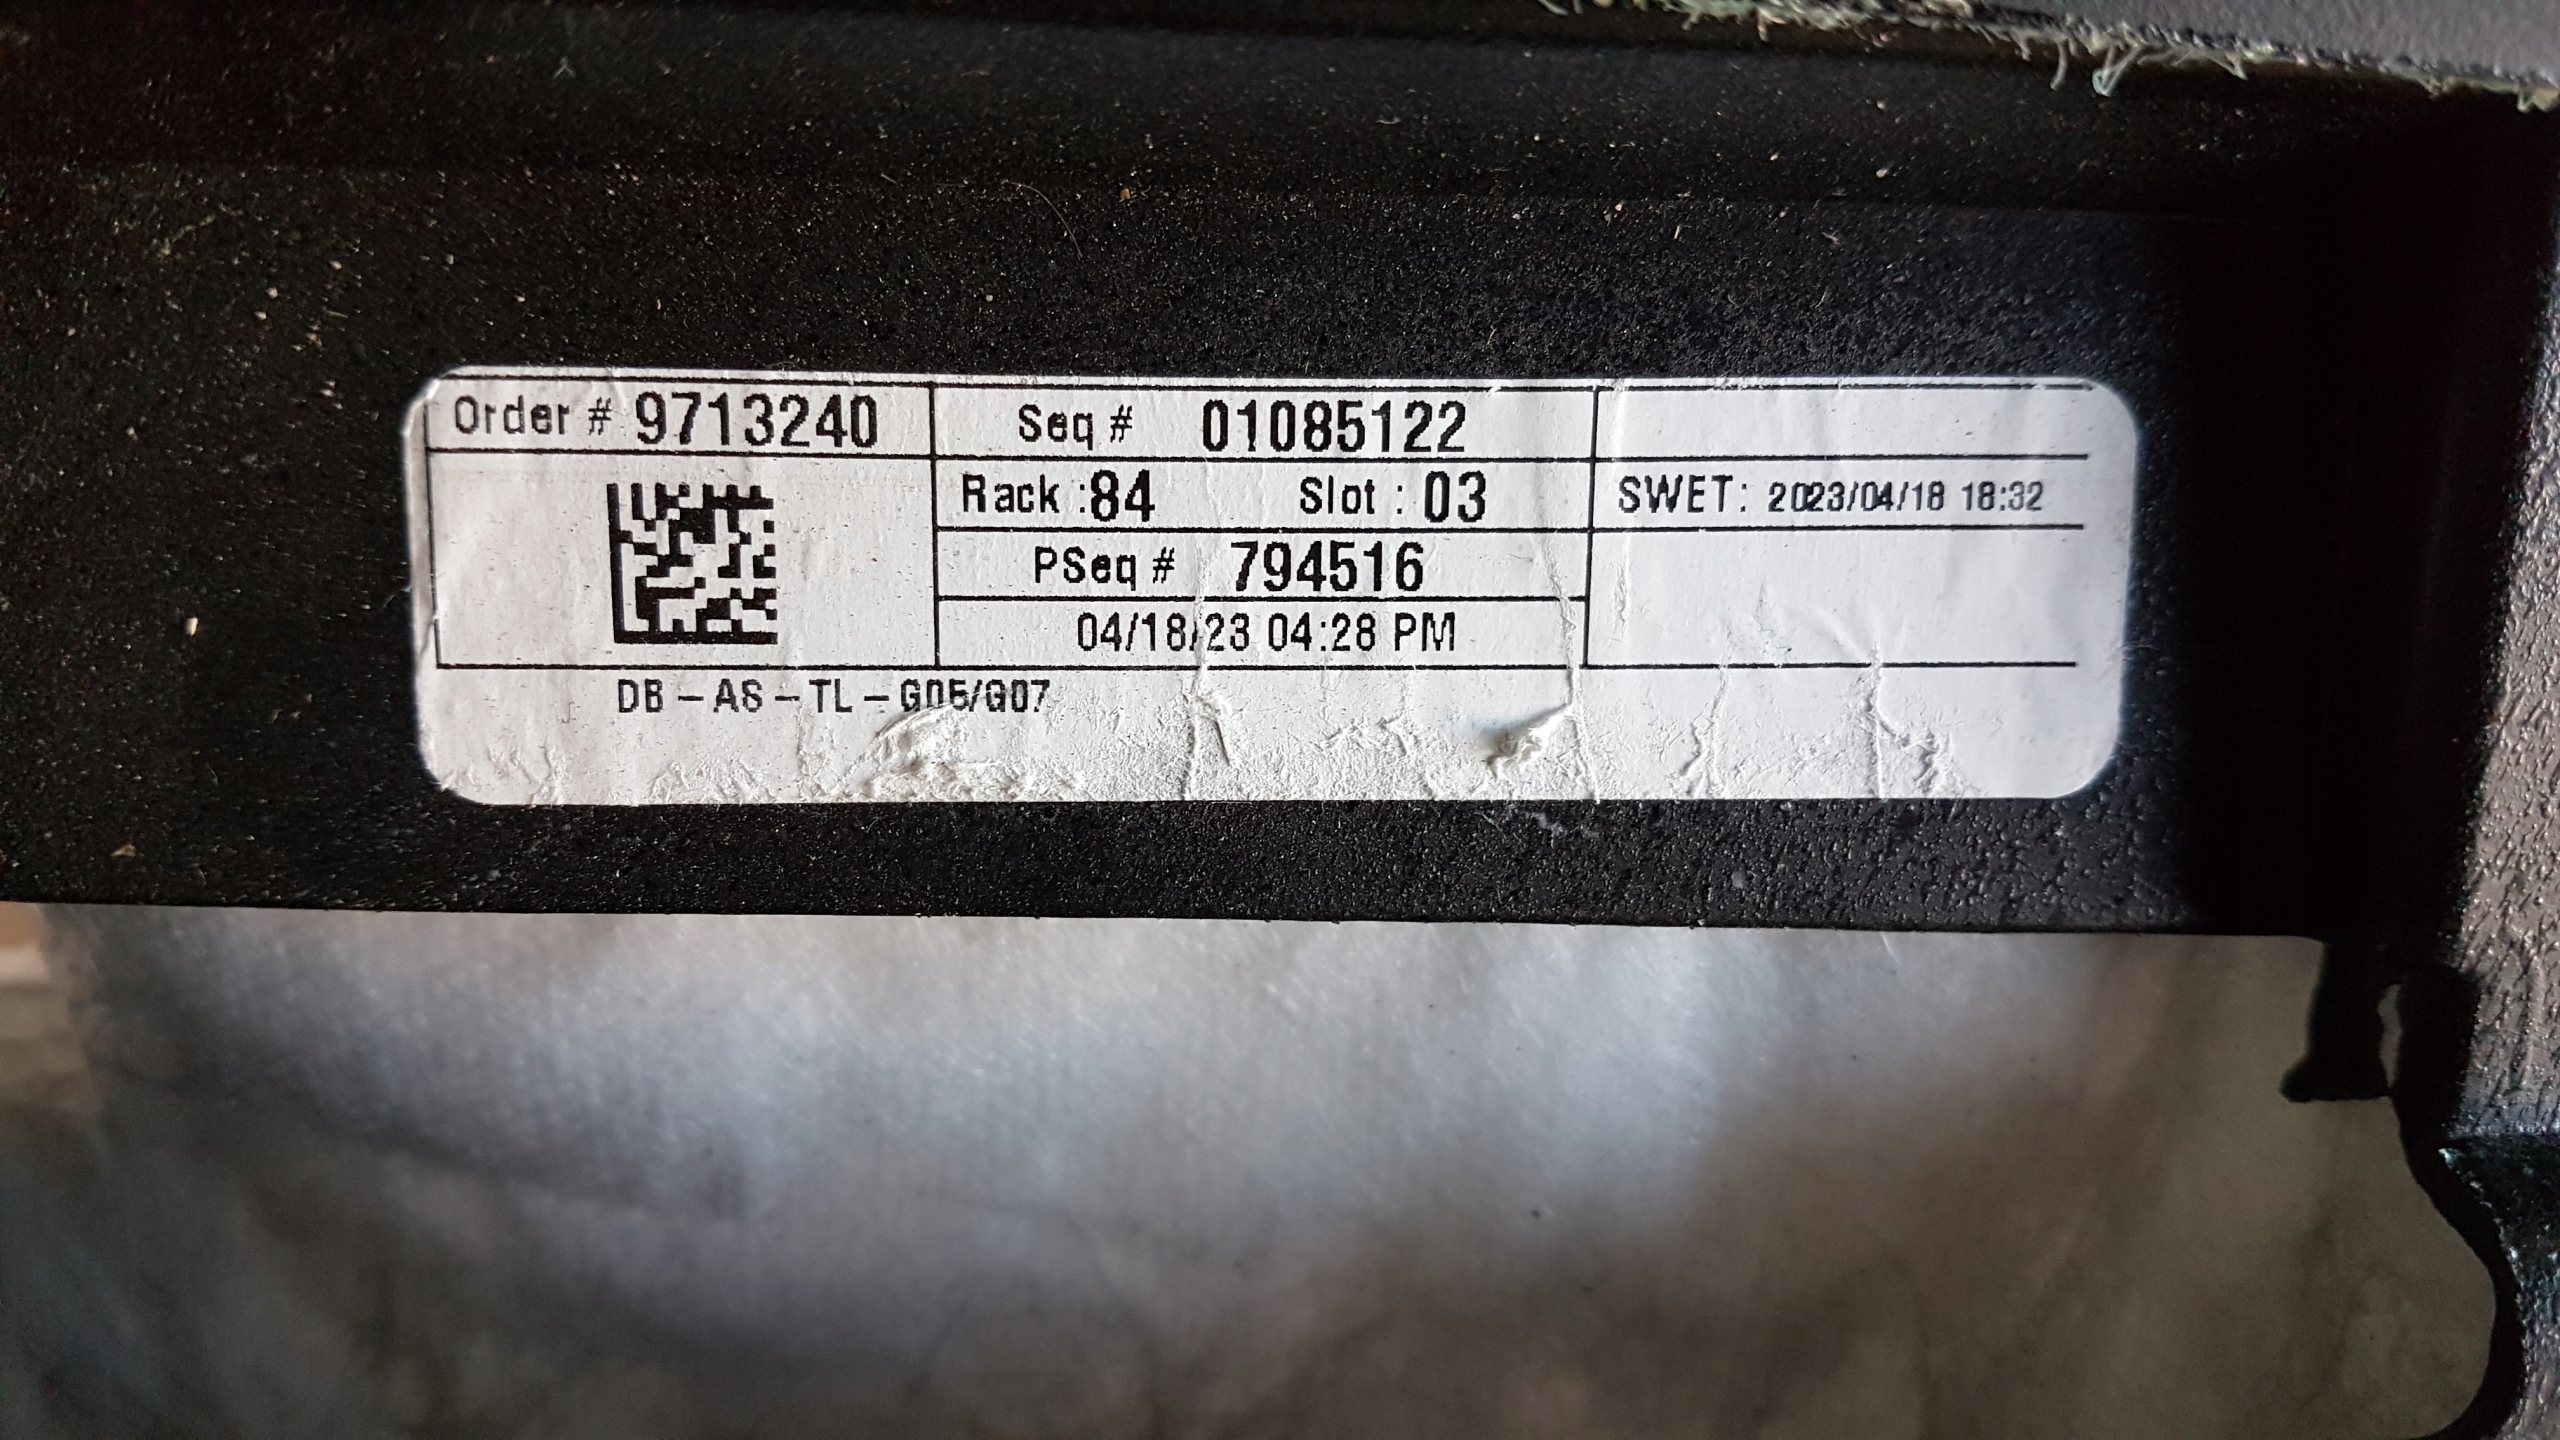 Order # 9713240
Seq # 01085122
Rack :84 Slot : 03
SWET: 2023/04/18 18:32
PSeq # 794516
04/18/23 04:28 PM
DB - AS - TL - G05/G07